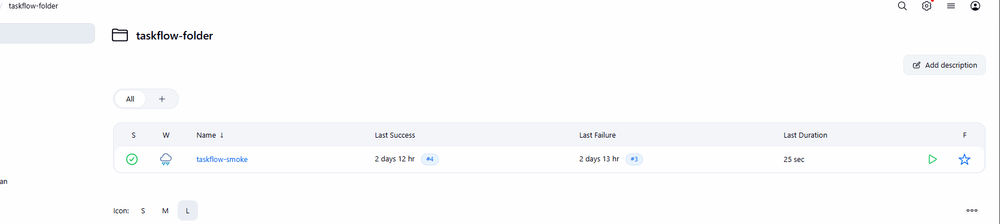 / taskflow-folder
taskflow-folder
Add description
All +
S W Name ↓ Last Success Last Failure Last Duration F
taskflow-smoke 2 days 12 hr #4 2 days 13 hr #3 25 sec
an
Icon: S M L